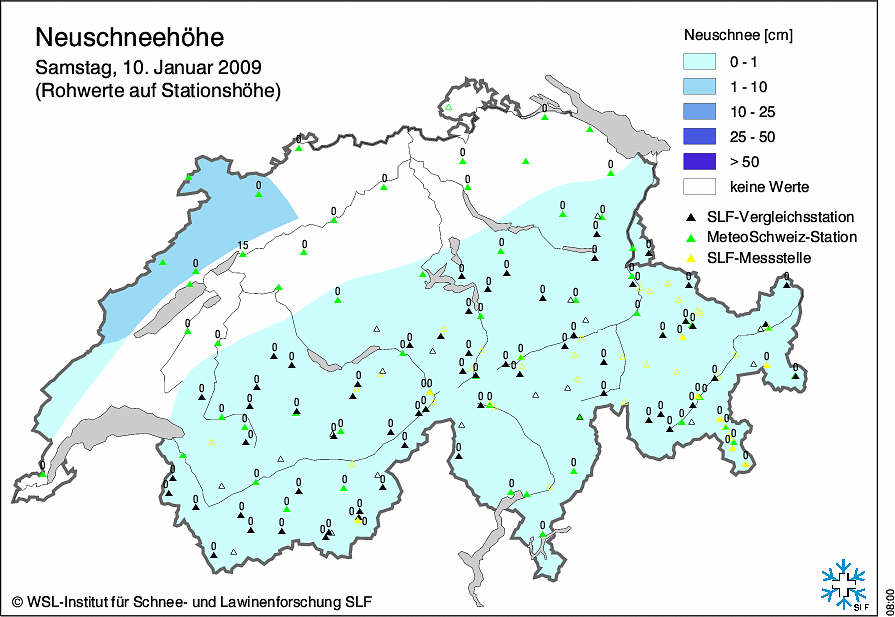 Neuschneehöhe
Samstag, 10. Januar 2009
(Rohwerte auf Stationshöhe)
Neuschnee [cm]
0 - 1
1 - 10
10 - 25
25 - 50
> 50
keine Werte
SLF-Vergleichsstation
MeteoSchweiz-Station
SLF-Messstelle
15
© WSL-Institut für Schnee- und Lawinenforschung SLF
SLF
08:00